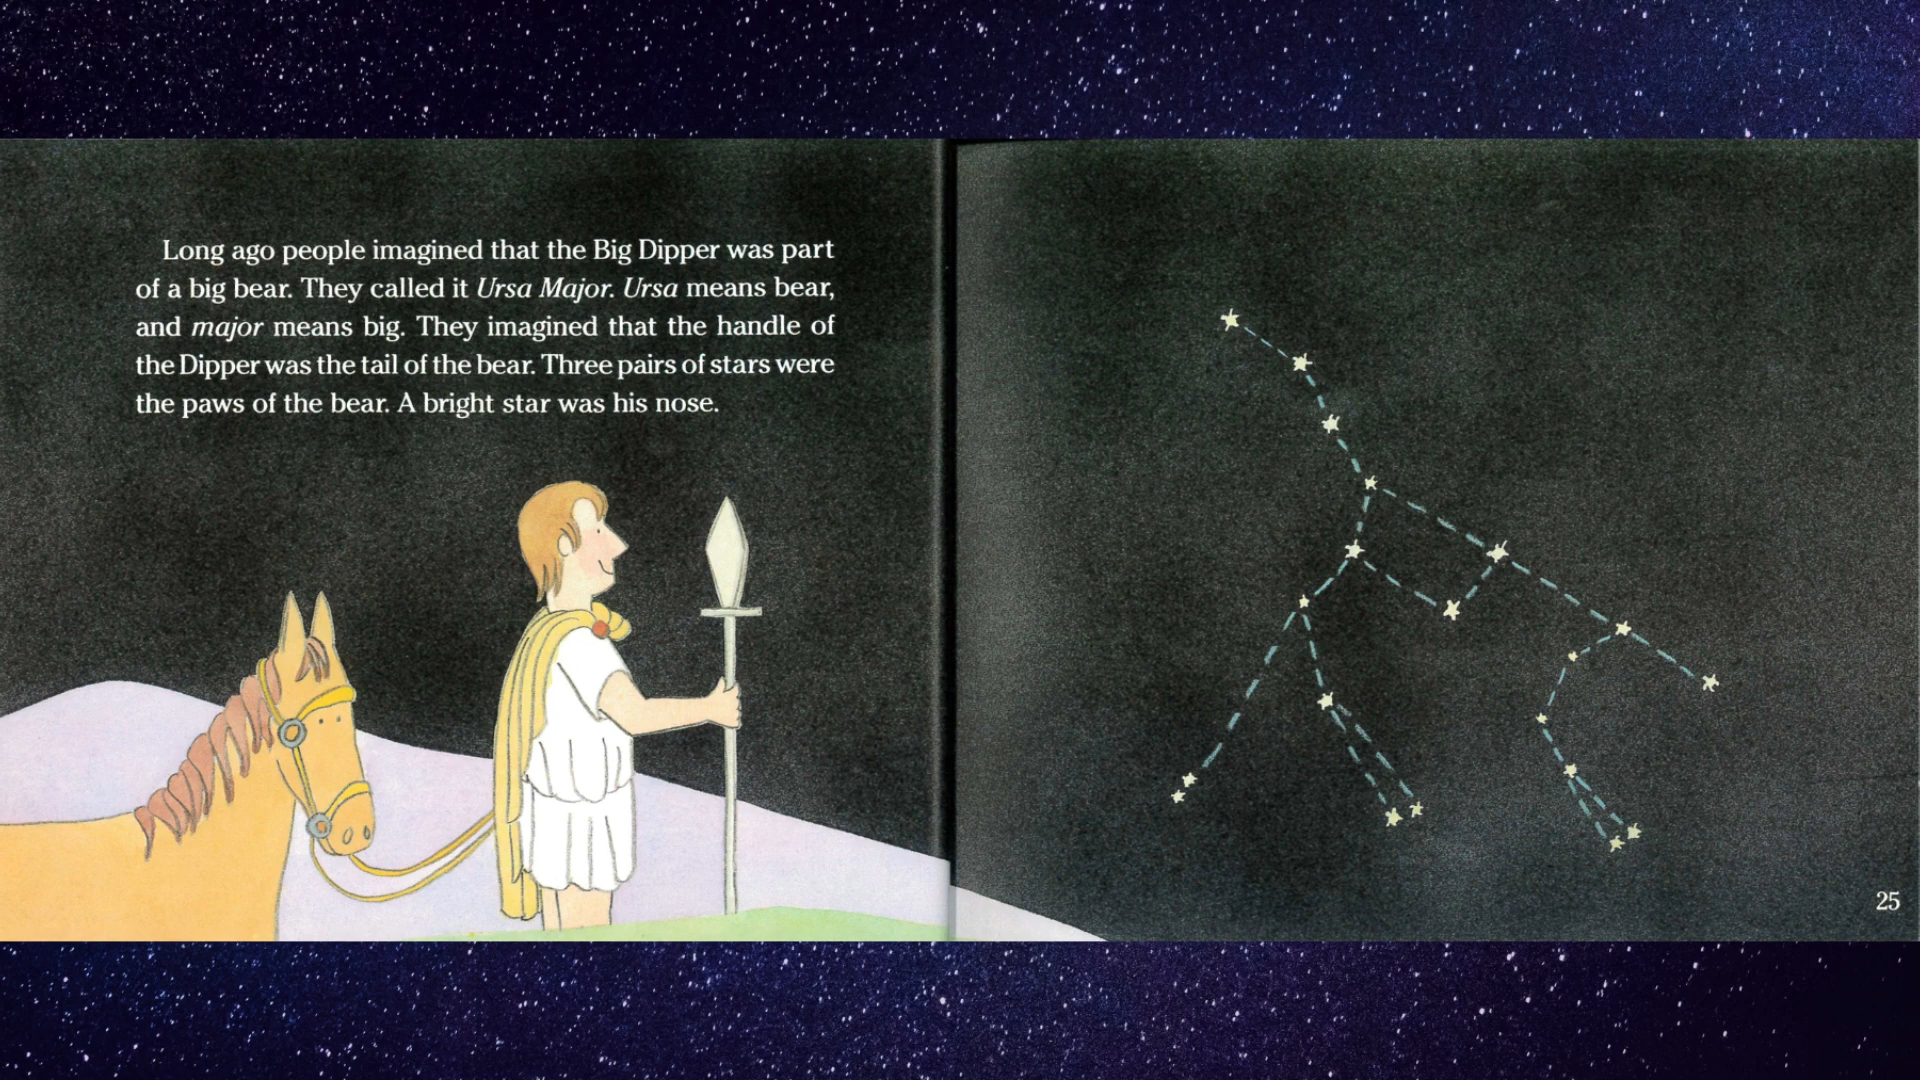 Long ago people imagined that the Big Dipper was part
of a big bear. They called it Ursa Major. Ursa means bear,
and major means big. They imagined that the handle of
the Dipper was the tail of the bear. Three pairs of stars were
the paws of the bear. A bright star was his nose.
25